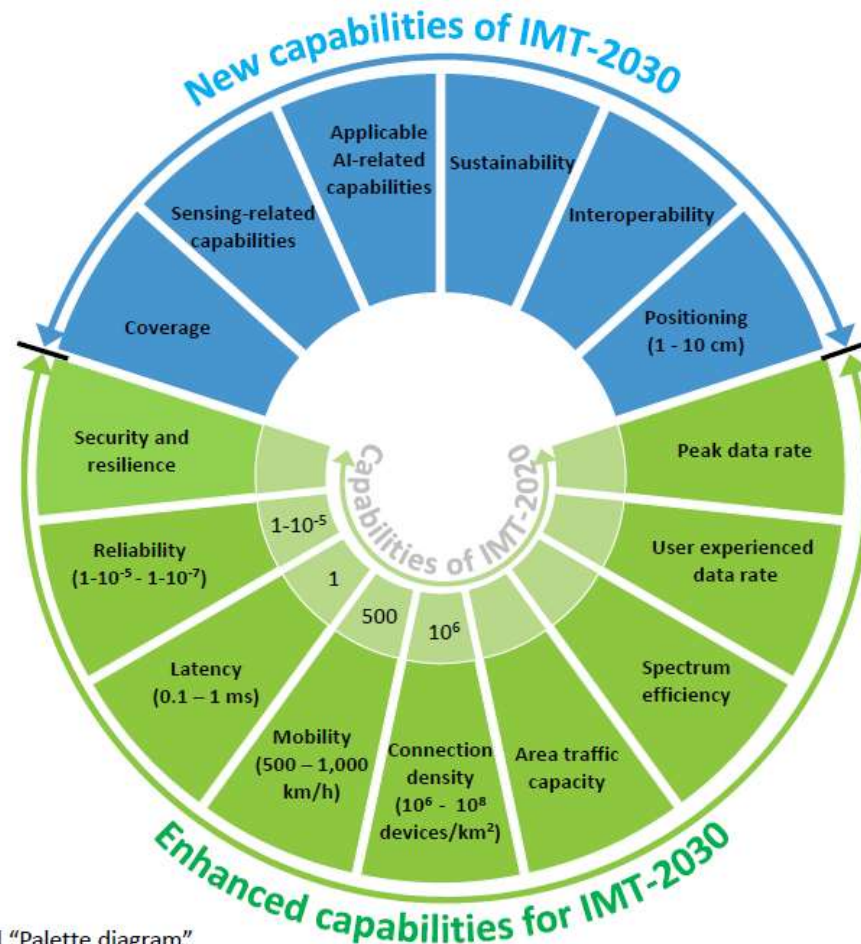 New capabilities of IMT-2030
Applicable
AI-related
capabilities
Sustainability
Sensing-related
capabilities
Interoperability
Coverage
Positioning
(1 - 10 cm)
Security and
resilience
Peak data rate
Capabilities of IMT-2020
1-10⁻⁵
Reliability
(1-10⁻⁵ - 1-10⁻⁷)
User experienced
data rate
1
500
10⁶
Latency
(0.1 – 1 ms)
Spectrum
efficiency
Mobility
(500 – 1,000
km/h)
Connection
density
(10⁶ - 10⁸
devices/km²)
Area traffic
capacity
Enhanced capabilities for IMT-2030
"Palette diagram"